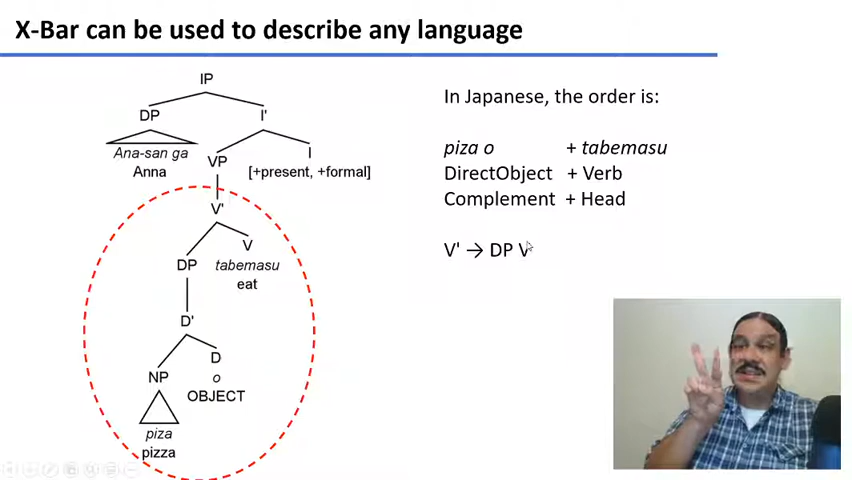 X-Bar can be used to describe any language
IP
DP I'
Ana-san ga
Anna
VP I
[+present, +formal]
V'
V
DP tabemasu
eat
D'
D
NP o
OBJECT
piza
pizza
In Japanese, the order is:
piza o + tabemasu
DirectObject + Verb
Complement + Head
V' → DP V